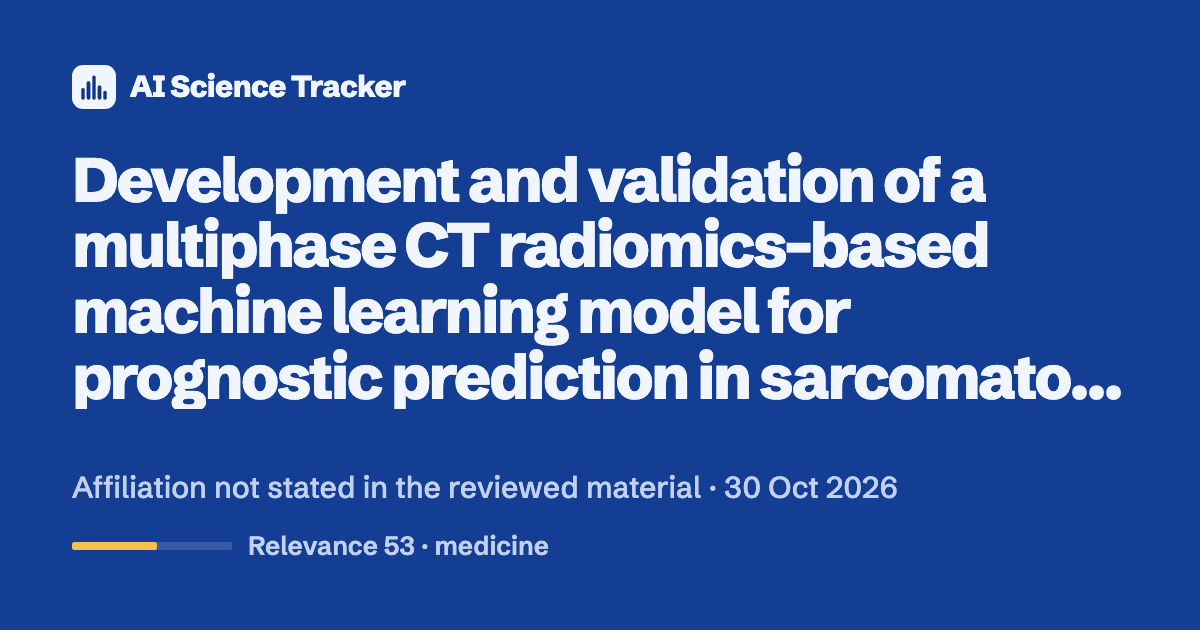 AI Science Tracker
Development and validation of a
multiphase CT radiomics-based
machine learning model for
prognostic prediction in sarcomato...
Affiliation not stated in the reviewed material · 30 Oct 2026
Relevance 53 · medicine